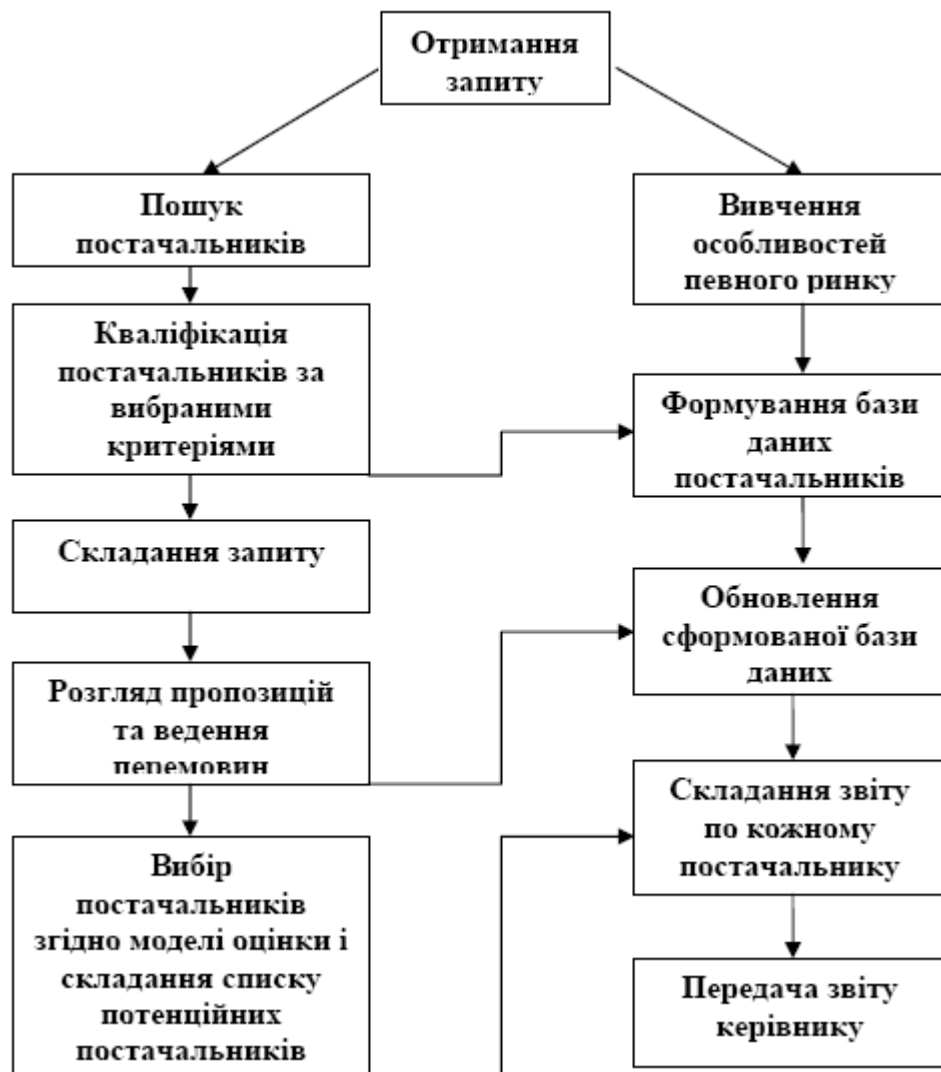 Отримання
запиту
Пошук
постачальників
Кваліфікація
постачальників за
вибраними
критеріями
Складання запиту
Розгляд пропозицій
та ведення
перемовин
Вибір
постачальників
згідно моделі оцінки і
складання списку
потенційних
постачальників
Вивчення
особливостей
певного ринку
Формування бази
даних
постачальників
Обновлення
сформованої бази
даних
Складання звіту
по кожному
постачальнику
Передача звіту
керівнику